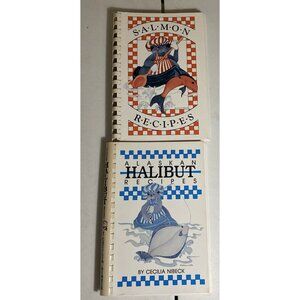 S·A·L·M·O·N
R·E·C·I·P·E·S
ALASKAN
HALIBUT
RECIPES
BY CECILIA NIBECK